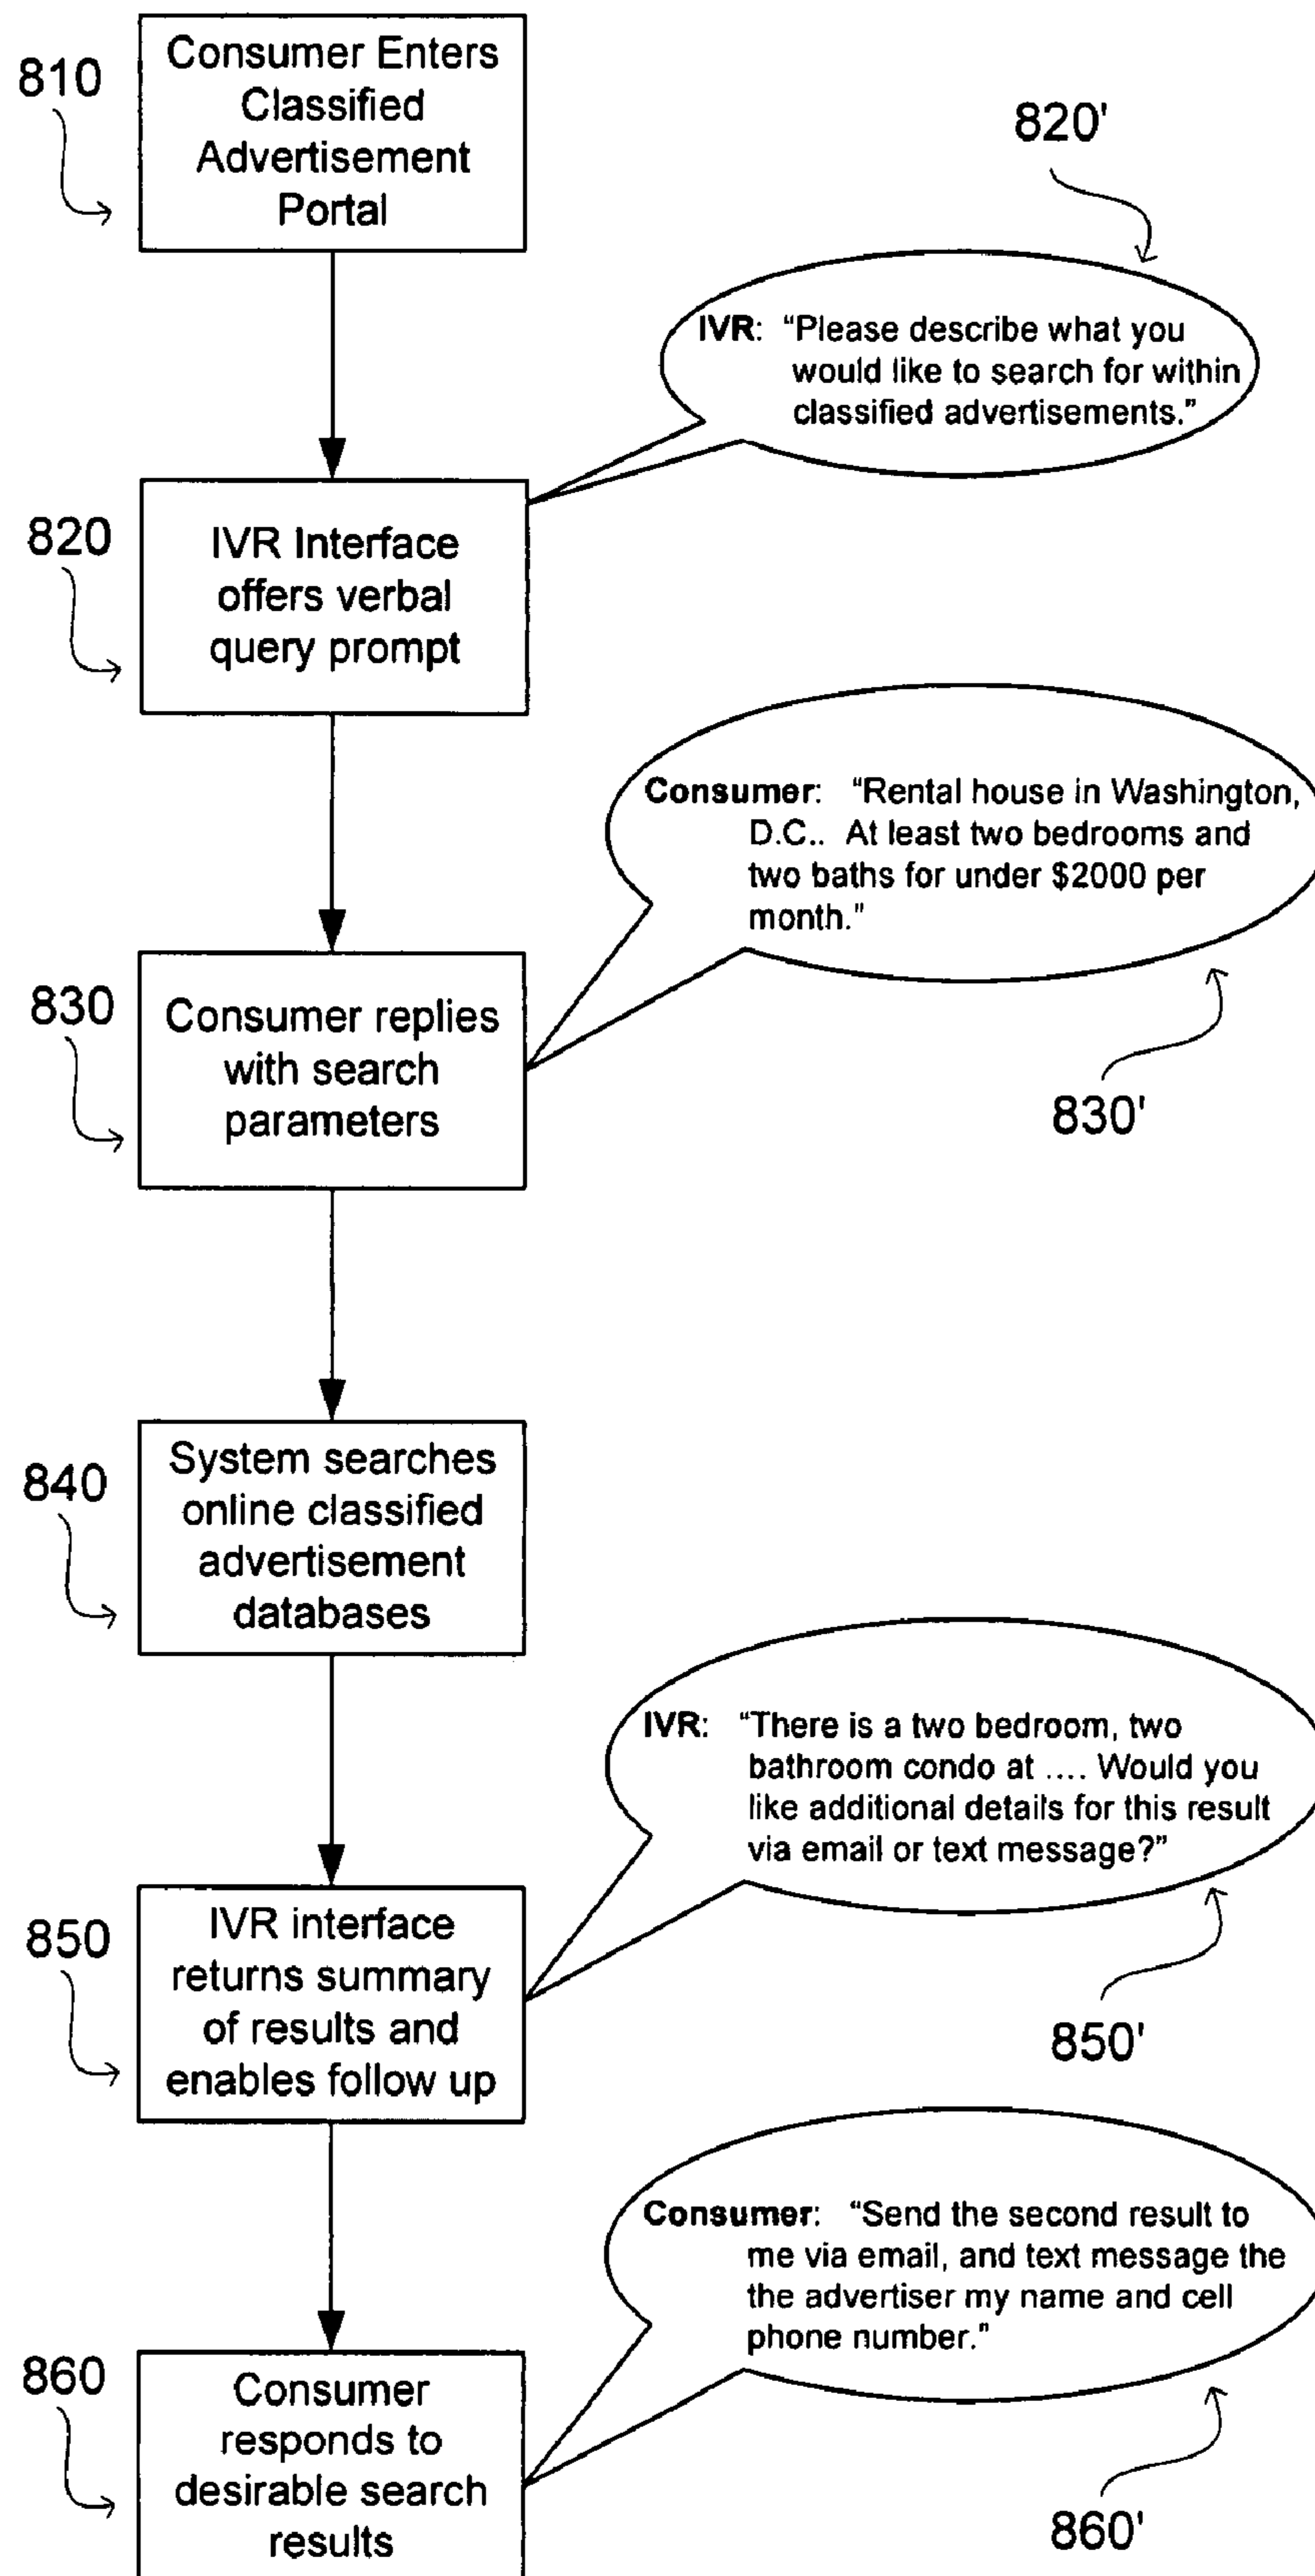 810
Consumer Enters
Classified
Advertisement
Portal
820'
IVR: “Please describe what you
would like to search for within
classified advertisements.”
820
IVR Interface
offers verbal
query prompt
Consumer: “Rental house in Washington,
D.C.. At least two bedrooms and
two baths for under $2000 per
month.”
830
Consumer replies
with search
parameters
830'
840
System searches
online classified
advertisement
databases
IVR: “There is a two bedroom, two
bathroom condo at .... Would you
like additional details for this result
via email or text message?”
850
IVR interface
returns summary
of results and
enables follow up
850'
Consumer: “Send the second result to
me via email, and text message the
the advertiser my name and cell
phone number.”
860
Consumer
responds to
desirable search
results
860'